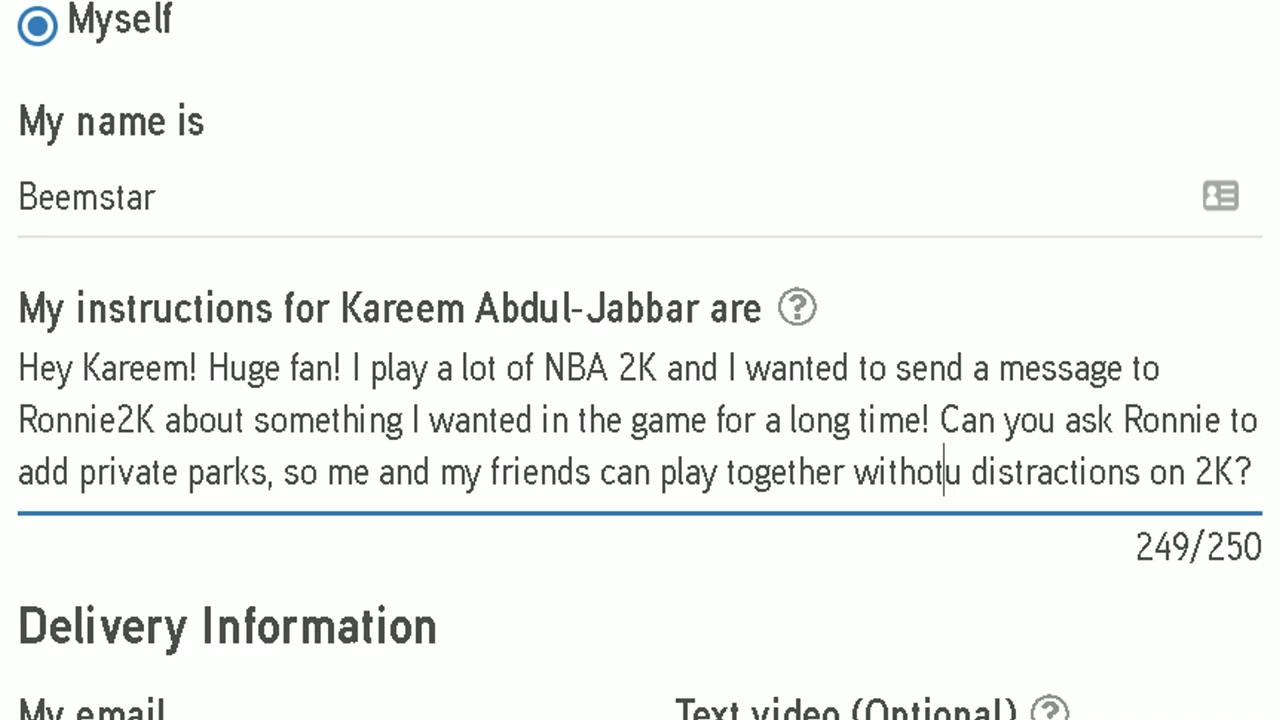 Myself
My name is
Beemstar
My instructions for Kareem Abdul-Jabbar are
Hey Kareem! Huge fan! I play a lot of NBA 2K and I wanted to send a message to
Ronnie2K about something I wanted in the game for a long time! Can you ask Ronnie to
add private parks, so me and my friends can play together withotu distractions on 2K?
249/250
Delivery Information
My email
Text video (Optional)